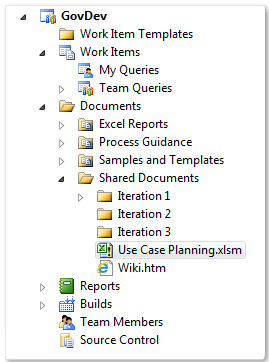 GovDev
Work Item Templates
Work Items
My Queries
Team Queries
Documents
Excel Reports
Process Guidance
Samples and Templates
Shared Documents
Iteration 1
Iteration 2
Iteration 3
Use Case Planning.xlsm
Wiki.htm
Reports
Builds
Team Members
Source Control